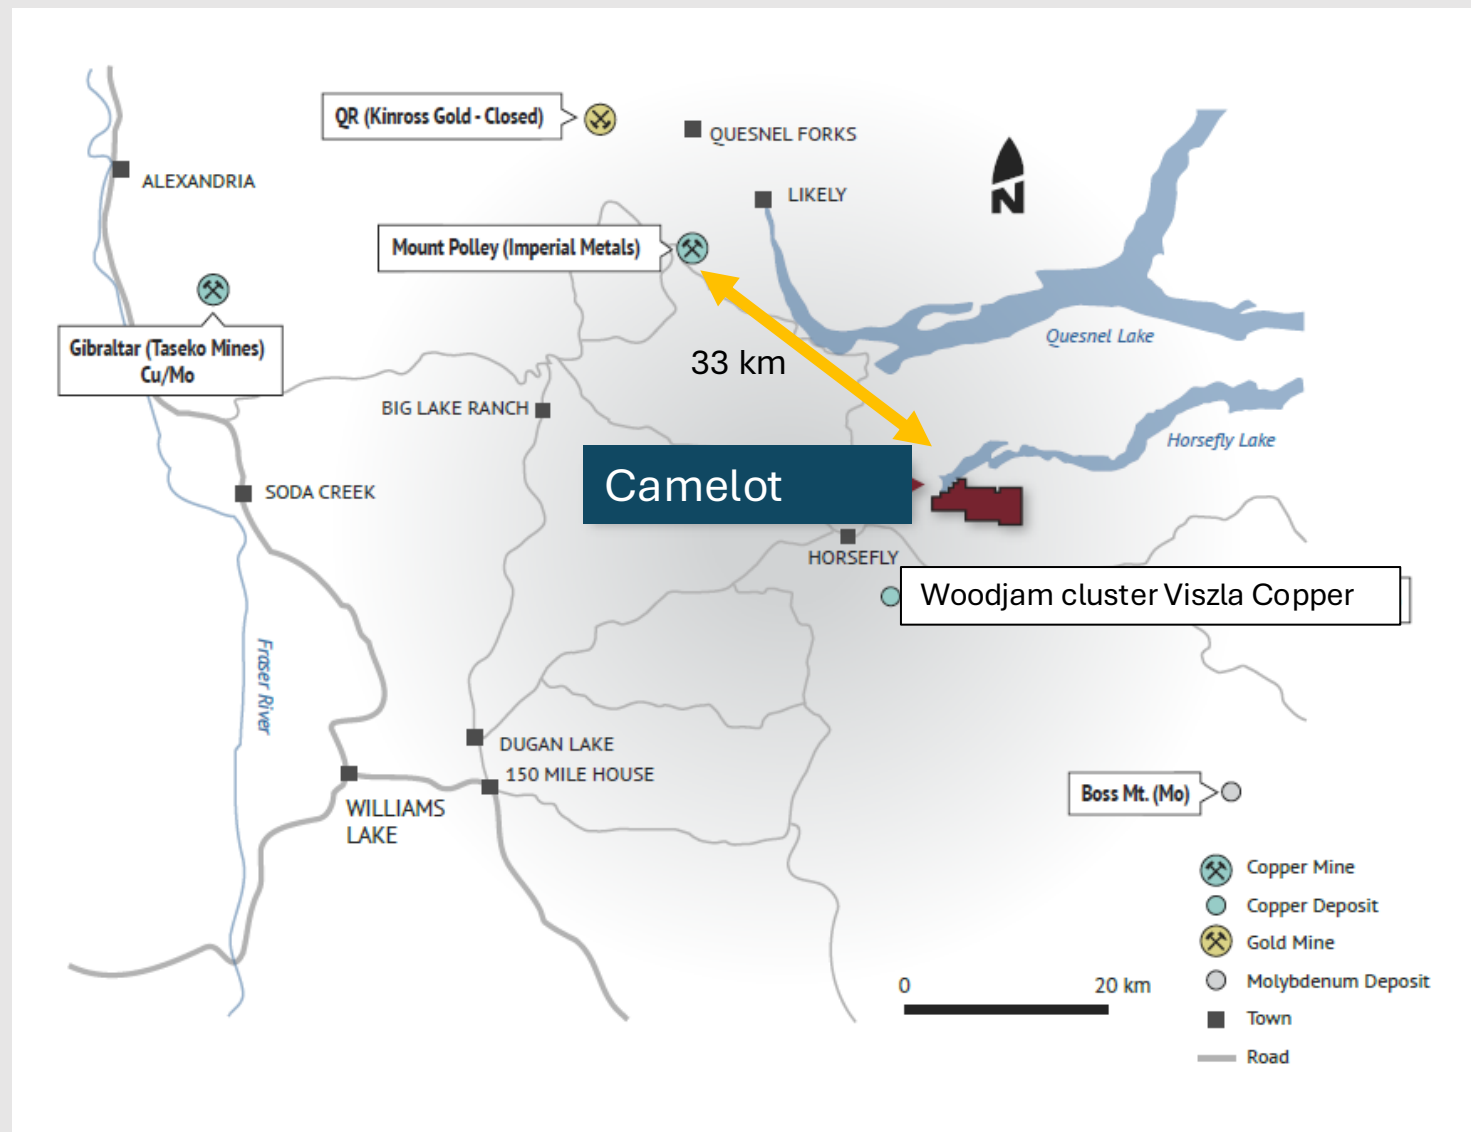 QR (Kinross Gold - Closed)
QUESNEL FORKS
ALEXANDRIA
LIKELY
N
Mount Polley (Imperial Metals)
Gibraltar (Taseko Mines)
Cu/Mo
Quesnel Lake
33 km
BIG LAKE RANCH
Horsefly Lake
Camelot
SODA CREEK
HORSEFLY
Woodjam cluster Viszla Copper
Fraser River
DUGAN LAKE
150 MILE HOUSE
WILLIAMS
LAKE
Boss Mt. (Mo)
Copper Mine
Copper Deposit
Gold Mine
Molybdenum Deposit
Town
Road
0 20 km